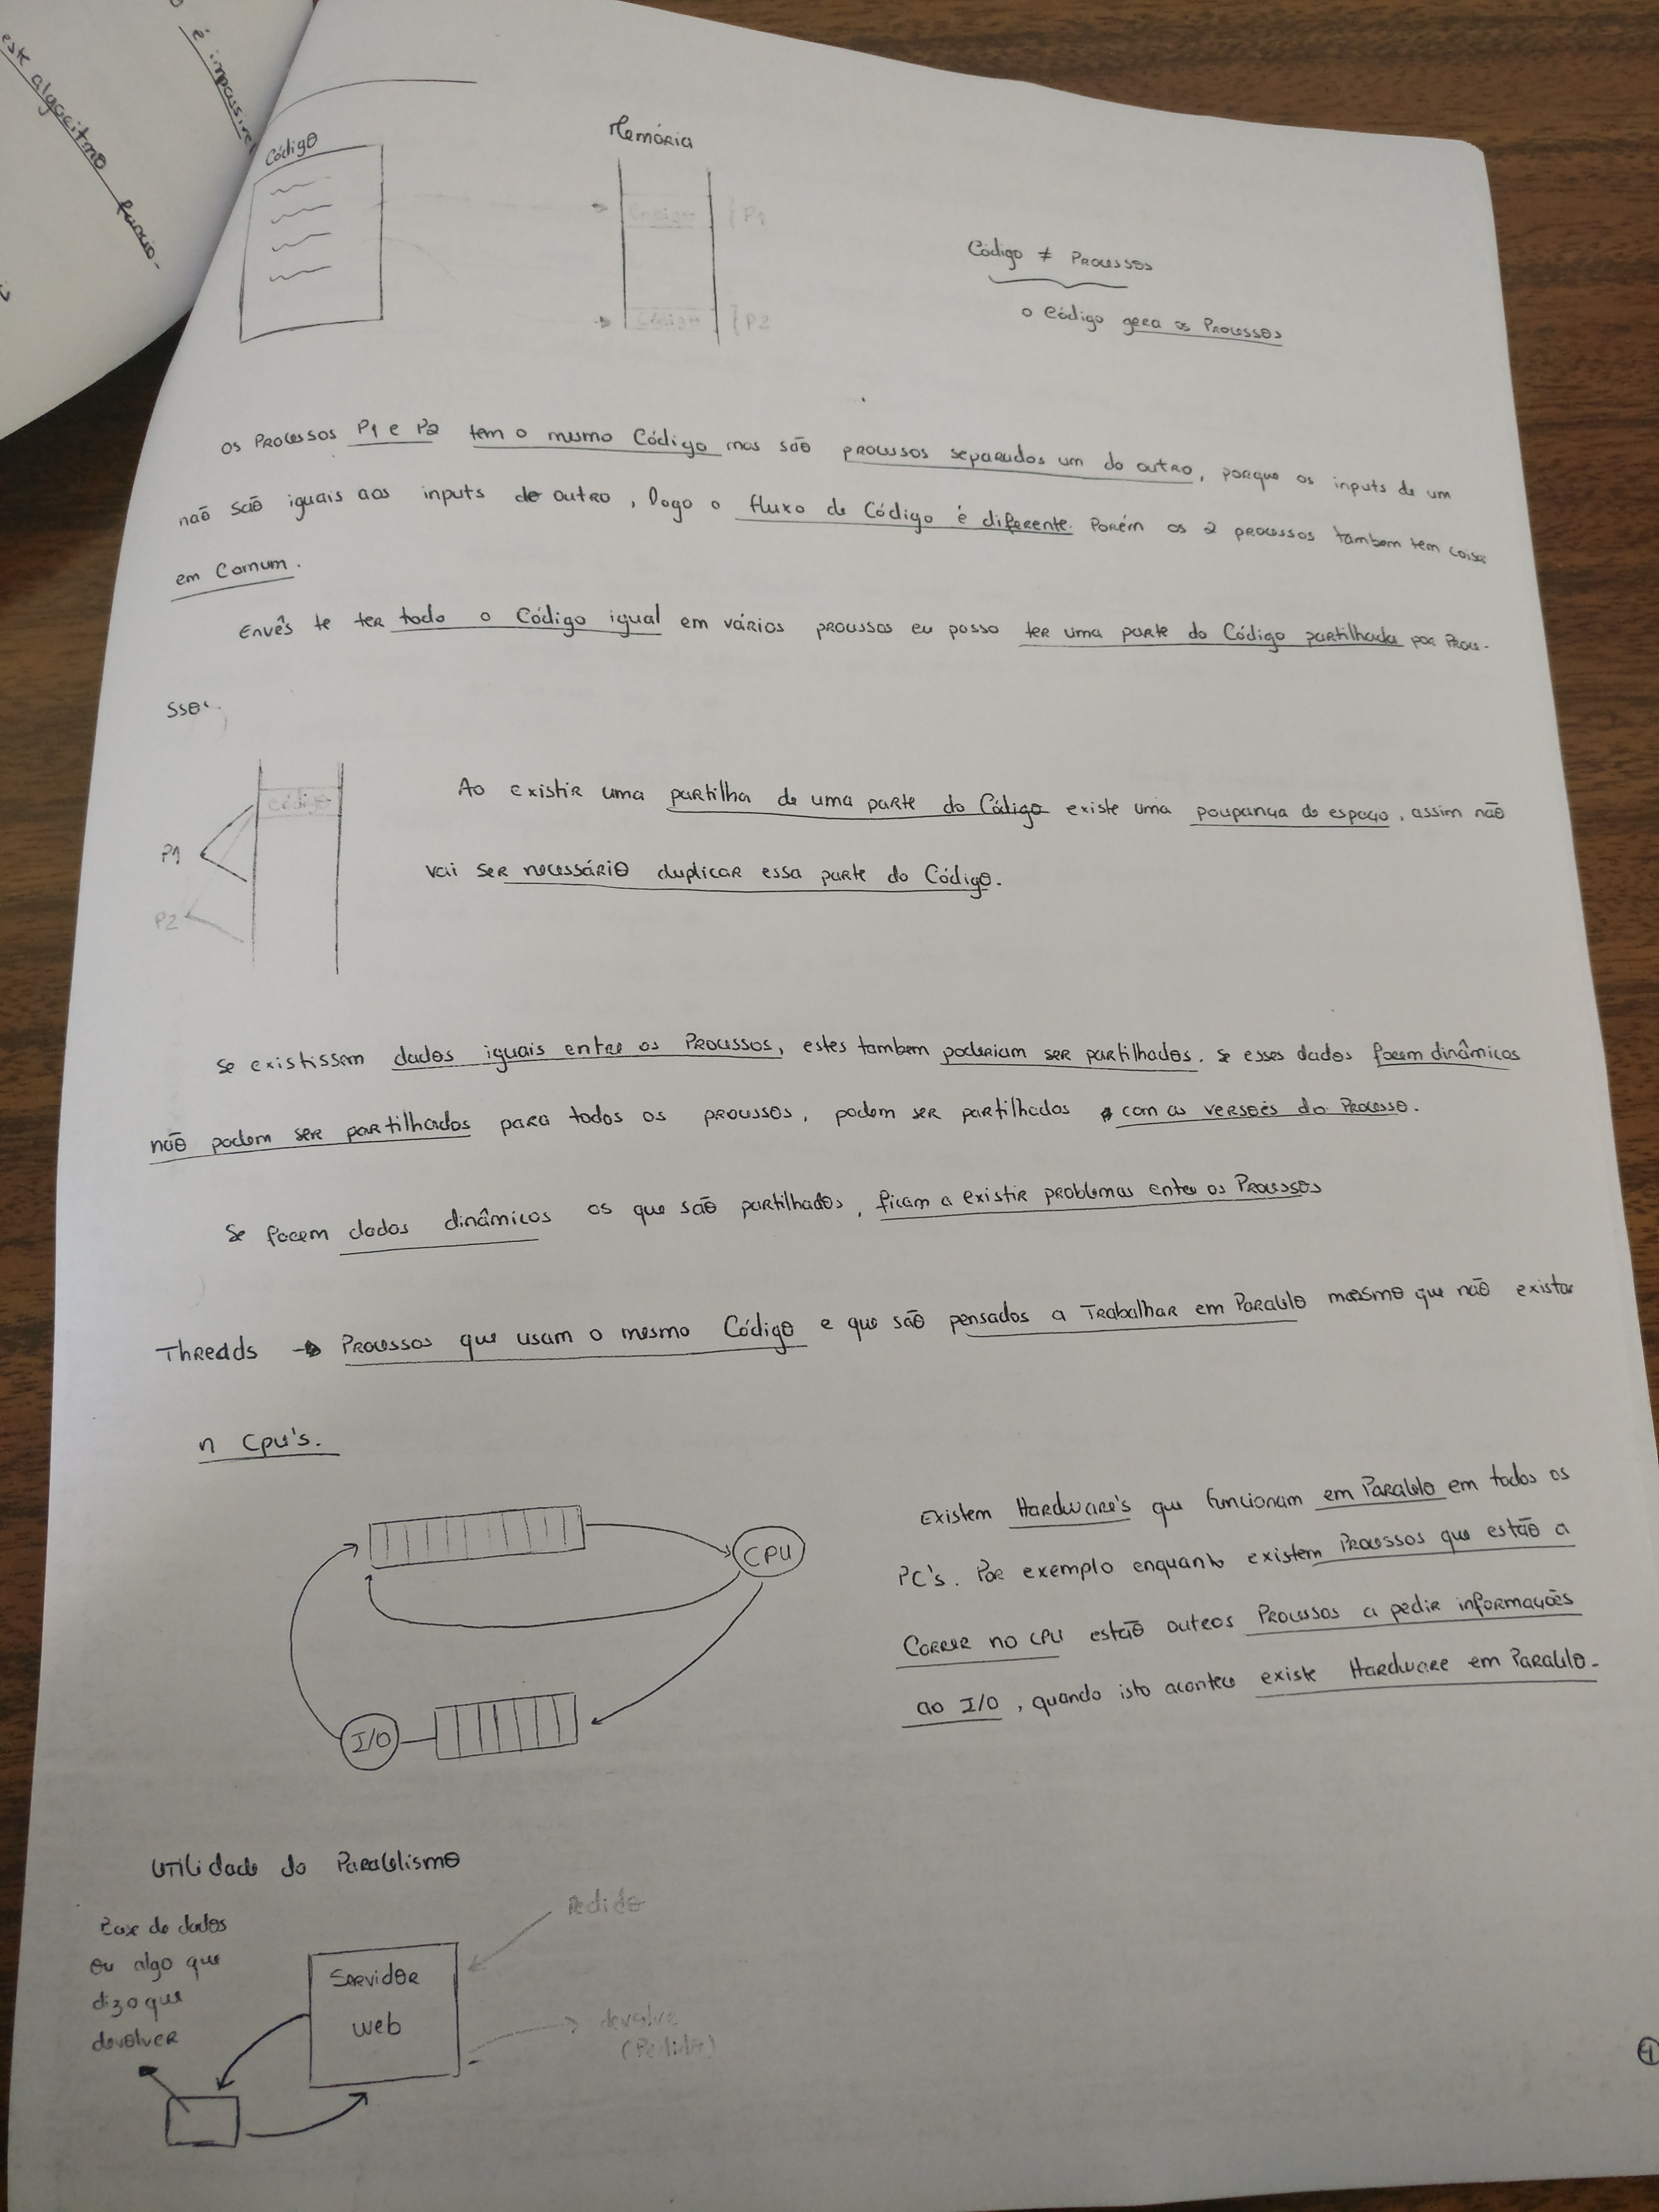 é impossivel
este algoritmo funcio-
Código
Memória
Código } P1
Código } P2
Código ≠ Processos
o Código gera os Processos
os Processos P1 e P2 tem o mesmo Código mas são processos separados um do outro, porque os inputs de um
não são iguais aos inputs do outro, logo o fluxo de Código é diferente. Porém os 2 processos tambem tem coisas
em Comum.
Envês te ter todo o Código igual em vários processos eu posso ter uma parte do Código partilhada por Proce-
ssos.
Código
P1
P2
Ao existir uma partilha de uma parte do Código existe uma poupança de espaço, assim não
vai ser necessário duplicar essa parte do Código.
Se existissem dados iguais entre os Processos, estes tambem poderiam ser partilhados. Se esses dados forem dinâmicos
não podem ser partilhados para todos os processos, podem ser partilhados com as versoês do Processo.
Se forem dados dinâmicos os que são partilhados, ficam a existir problemas entre os Processos
Threads → Processos que usam o mesmo Código e que são pensados a Trabalhar em Paralelo mesmo que não existam
n Cpu's.
CPU
I/O
Existem Hardware's que funcionam em Paralelo em todos os
PC's. Por exemplo enquanto existem Processos que estão a
Correr no CPU estão outros Processos a pedir informações
ao I/O, quando isto acontece existe Hardware em Paralelo.
Utilidade do Paralelismo
Base de dados
ou algo que
diz o que
devolver
Servidor
web
Pedido
devolve
(Pedido)